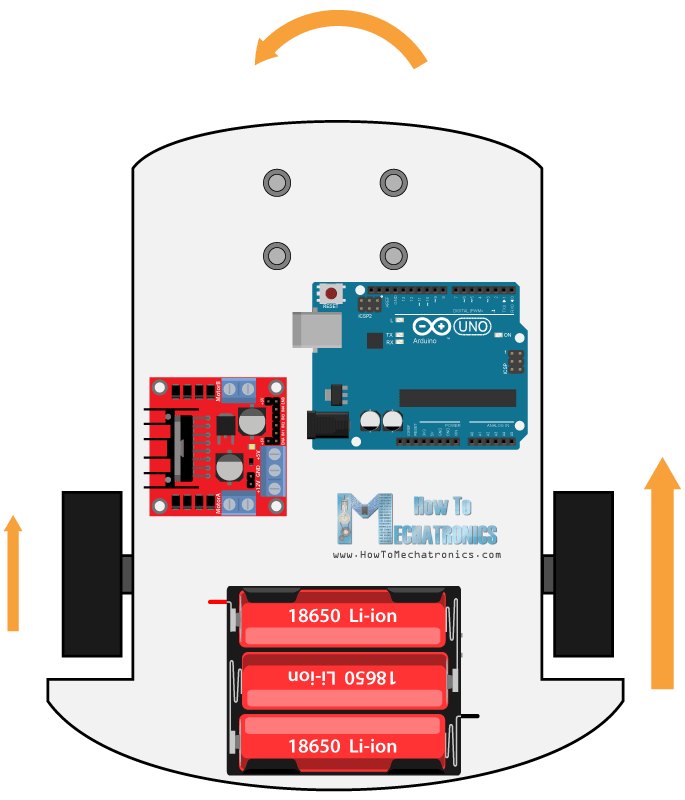 RESET
ICSP2
L
TX
RX
DIGITAL (PWM~)
UNO
Arduino
ON
ICSP
POWER
ANALOG IN
MotorB
+5V
GND
+12V
MotorA
How To
MECHATRONICS
www.HowToMechatronics.com
18650 Li-ion
18650 Li-ion
18650 Li-ion